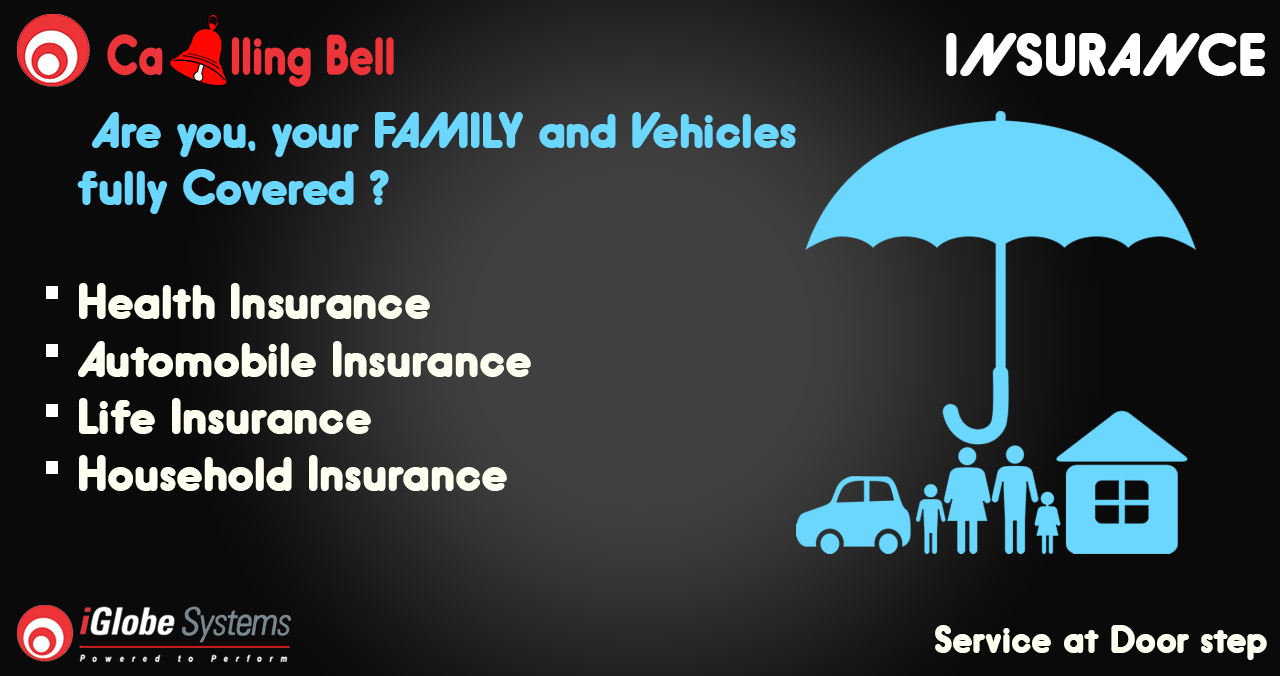 Calling Bell
INSURANCE
Are you, your FAMILY and Vehicles
fully Covered ?
Health Insurance
Automobile Insurance
Life Insurance
Household Insurance
iGlobe Systems
Powered to Perform
Service at Door step